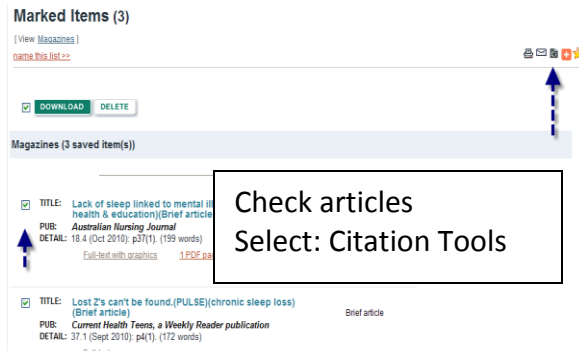 Marked Items (3)
[ View Magazines ]
name this list >>
DOWNLOAD DELETE
Magazines (3 saved item(s))
Check articles
Select: Citation Tools
TITLE: Lack of sleep linked to mental
health & education)(Brief article
PUB: Australian Nursing Journal
DETAIL: 18.4 (Oct 2010): p37(1). (199 words)
Full-text with graphics 1 PDF
TITLE: Lost Z's can't be found.(PULSE)(chronic sleep loss)
(Brief article) Brief article
PUB: Current Health Teens, a Weekly Reader publication
DETAIL: 37.1 (Sept 2010): p4(1). (172 words)